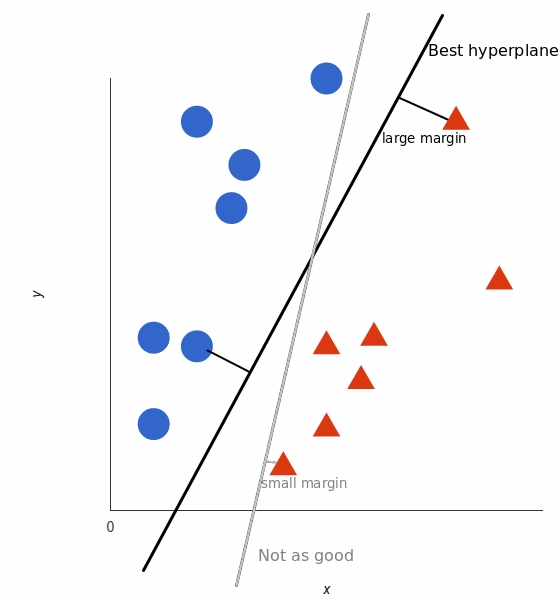 Best hyperplane
large margin
y
small margin
0
Not as good
x